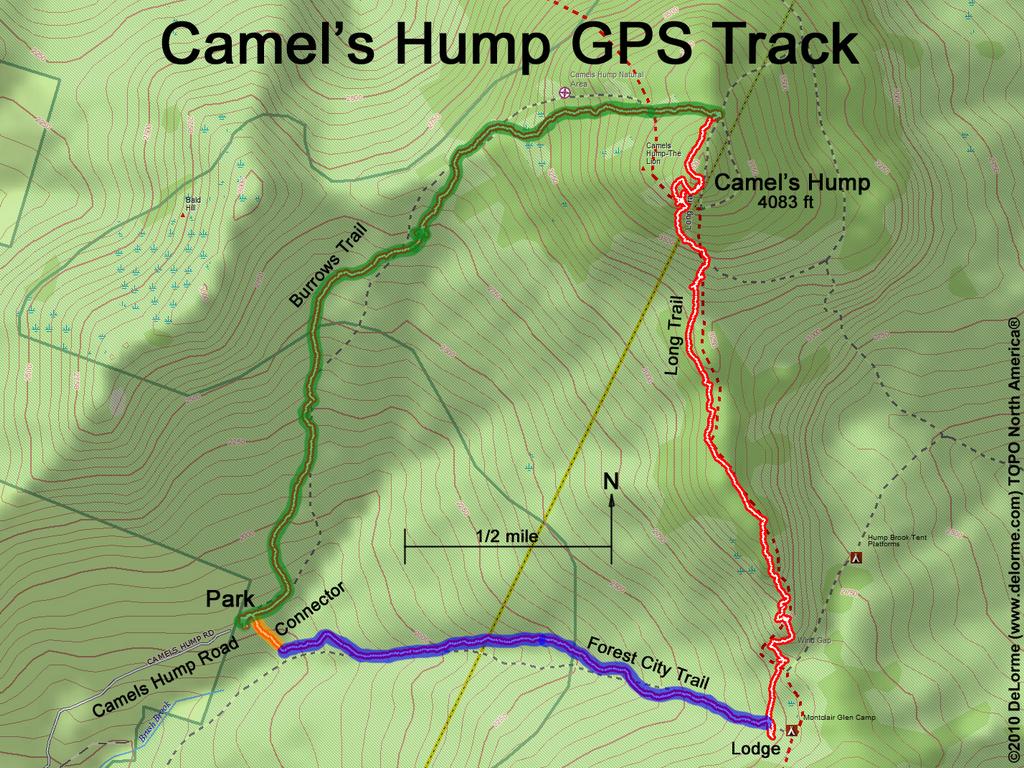 Camel's Hump GPS Track
Camels Hump Natural
Area
Camels
Hump-The
Lion
Camel's Hump
4083 ft
Bald
Hill
Burrows Trail
Long Trail
N
1/2 mile
Hump Brook Tent
Platforms
Park
Connector
CAMELS HUMP RD
Camels Hump Road
Wind Gap
Forest City Trail
Montclair Glen Camp
Lodge
Brush Brook
©2010 DeLorme (www.delorme.com) TOPO North America®